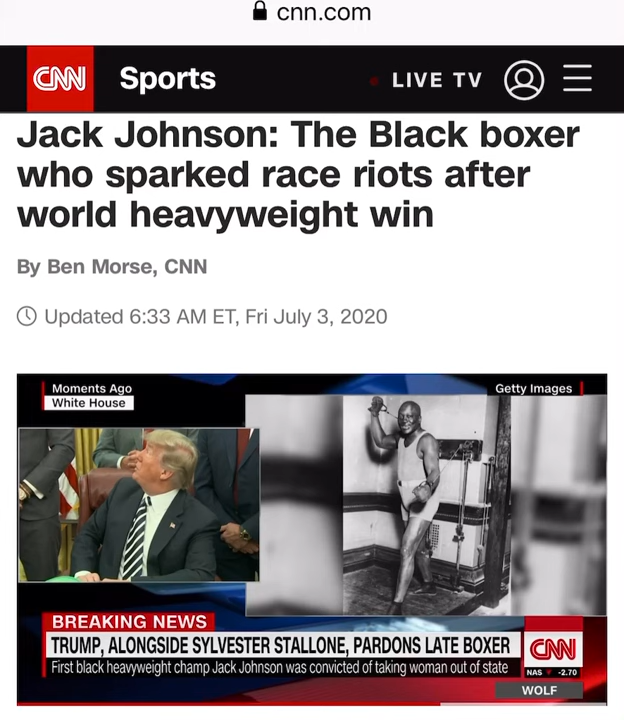 cnn.com
CNN Sports LIVE TV
Jack Johnson: The Black boxer
who sparked race riots after
world heavyweight win
By Ben Morse, CNN
Updated 6:33 AM ET, Fri July 3, 2020
Moments Ago
White House
Getty Images
BREAKING NEWS
TRUMP, ALONGSIDE SYLVESTER STALLONE, PARDONS LATE BOXER
First black heavyweight champ Jack Johnson was convicted of taking woman out of state
CNN
NAS -2.70
WOLF